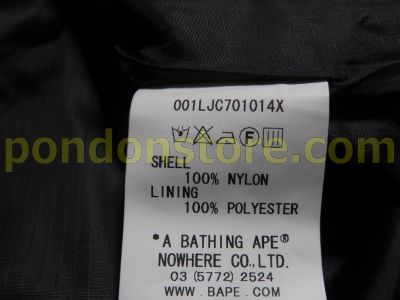 001LJC701014X
pondonstore.com
SHELL
100% NYLON
LINING
100% POLYESTER
*A BATHING APE®
NOWHERE CO.,LTD.
03 (5772) 2524
WWW.BAPE.COM